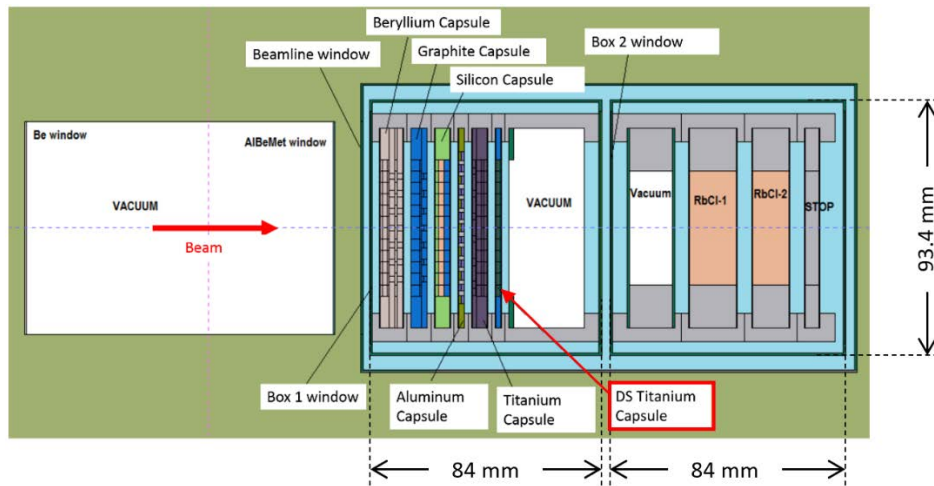 Beryllium Capsule
Graphite Capsule
Beamline window
Silicon Capsule
Box 2 window
Be window
AlBeMet window
VACUUM
Beam
VACUUM
Vacuum
RbCl-1
RbCl-2
STOP
93.4 mm
Box 1 window
Aluminum
Capsule
Titanium
Capsule
DS Titanium
Capsule
84 mm
84 mm